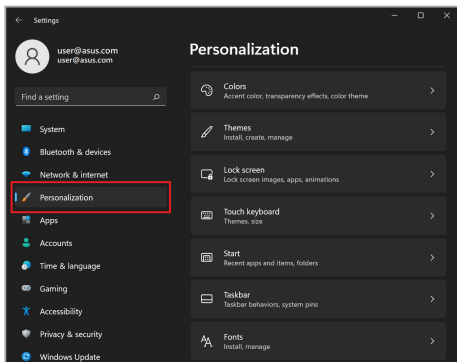 Settings
user@asus.com
user@asus.com
Find a setting
System
Bluetooth & devices
Network & internet
Personalization
Apps
Accounts
Time & language
Gaming
Accessibility
Privacy & security
Windows Update
Personalization
Colors
Accent color, transparency effects, color theme
Themes
Install, create, manage
Lock screen
Lock screen images, apps, animations
Touch keyboard
Themes, size
Start
Recent apps and items, folders
Taskbar
Taskbar behaviors, system pins
Fonts
Install, manage